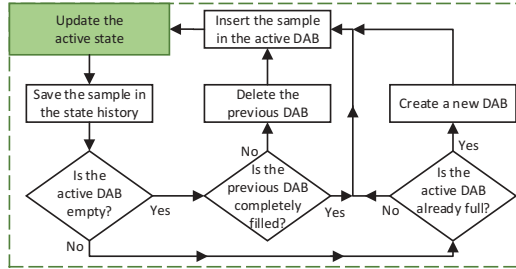 Update the
active state
Insert the sample
in the active DAB
Save the sample in
the state history
Delete the
previous DAB
Create a new DAB
No
Yes
Is the
active DAB
empty?
Yes
Is the
previous DAB
completely
filled?
Yes
No
Is the
active DAB
already full?
No